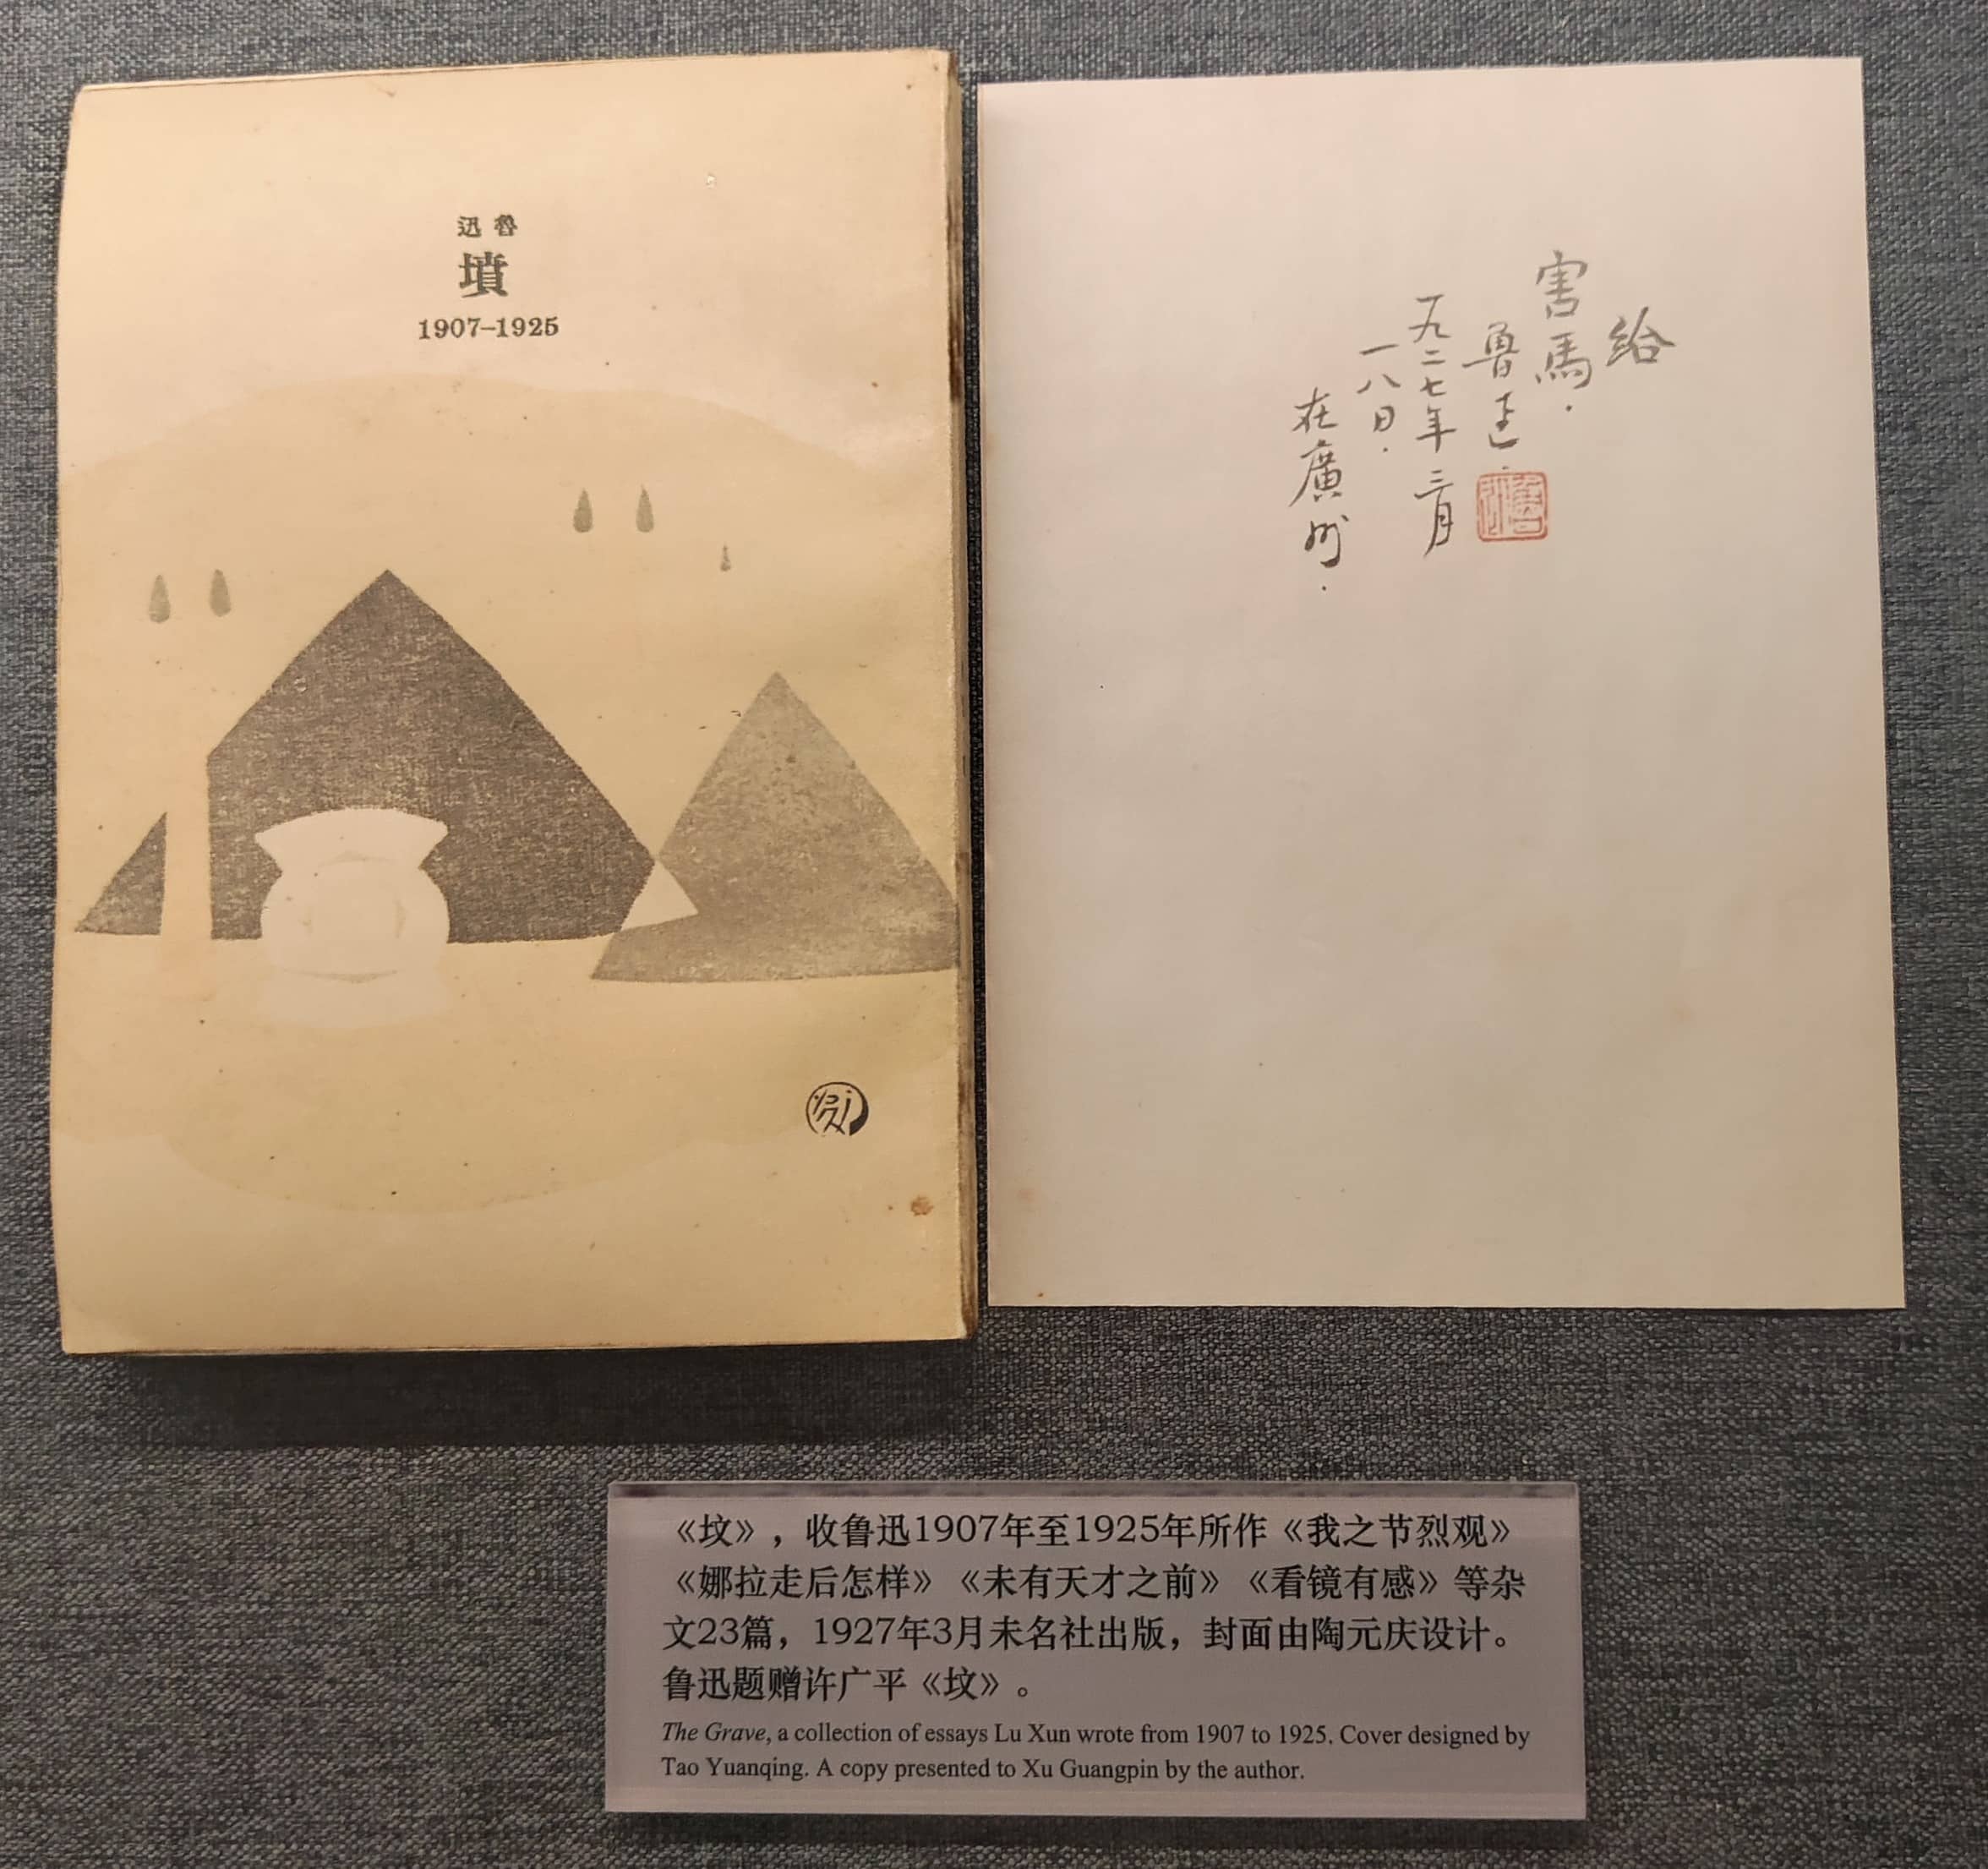 魯迅
墳
1907–1925
给
害馬.
魯迅.
一九二七年三月
一八日.
在廣州.
《坟》，收鲁迅1907年至1925年所作《我之节烈观》
《娜拉走后怎样》《未有天才之前》《看镜有感》等杂
文23篇，1927年3月未名社出版，封面由陶元庆设计。
鲁迅题赠许广平《坟》。
The Grave, a collection of essays Lu Xun wrote from 1907 to 1925. Cover designed by
Tao Yuanqing. A copy presented to Xu Guangpin by the author.